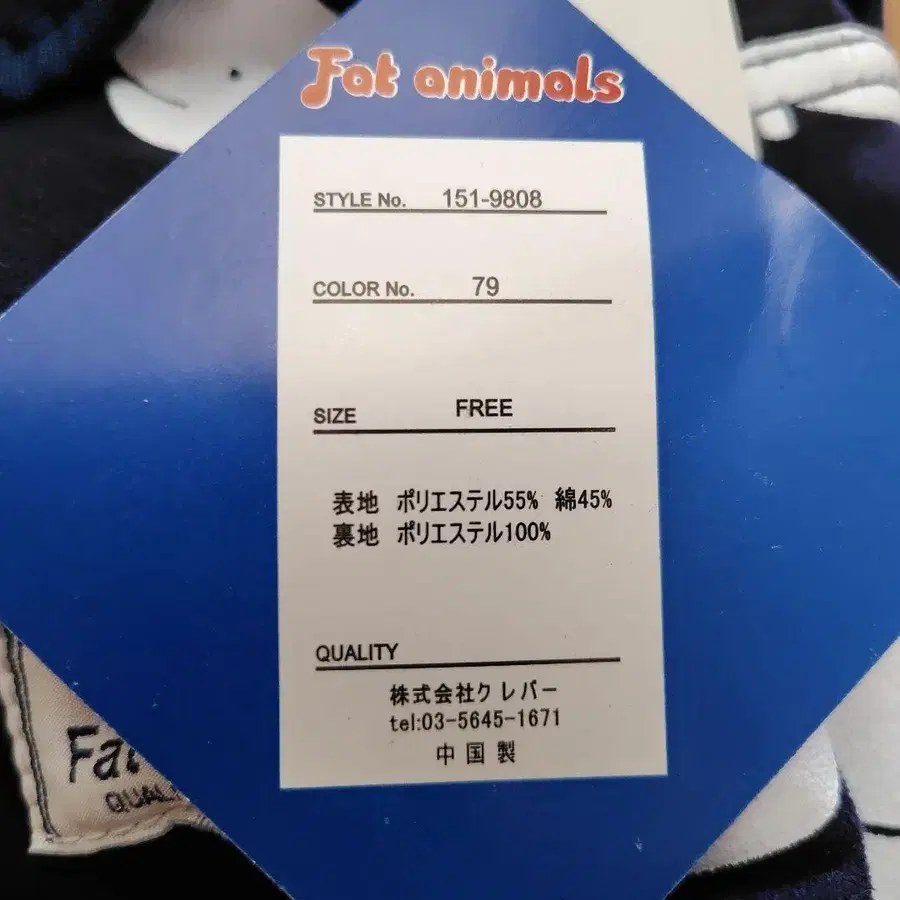 Fat animals
STYLE No. 151-9808
COLOR No. 79
SIZE FREE
表地 ポリエステル55% 綿45%
裏地 ポリエステル100%
QUALITY
株式会社クレバー
tel:03-5645-1671
中国製
Fat